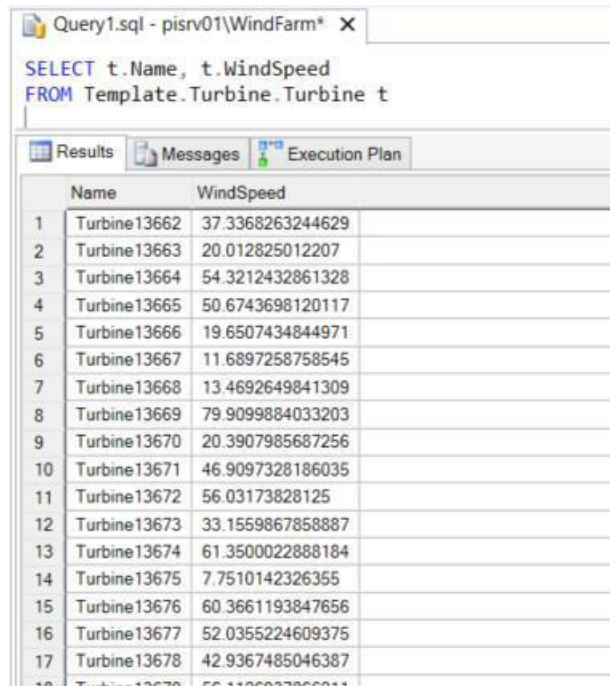 Query1.sql - pisrv01\WindFarm*
SELECT t.Name, t.WindSpeed
FROM Template.Turbine.Turbine t
Results Messages Execution Plan
Name WindSpeed
1 Turbine13662 37.3368263244629
2 Turbine13663 20.012825012207
3 Turbine13664 54.3212432861328
4 Turbine13665 50.6743698120117
5 Turbine13666 19.6507434844971
6 Turbine13667 11.6897258758545
7 Turbine13668 13.4692649841309
8 Turbine13669 79.9099884033203
9 Turbine13670 20.3907985687256
10 Turbine13671 46.9097328186035
11 Turbine13672 56.03173828125
12 Turbine13673 33.1559867858887
13 Turbine13674 61.3500022888184
14 Turbine13675 7.7510142326355
15 Turbine13676 60.3661193847656
16 Turbine13677 52.0355224609375
17 Turbine13678 42.9367485046387